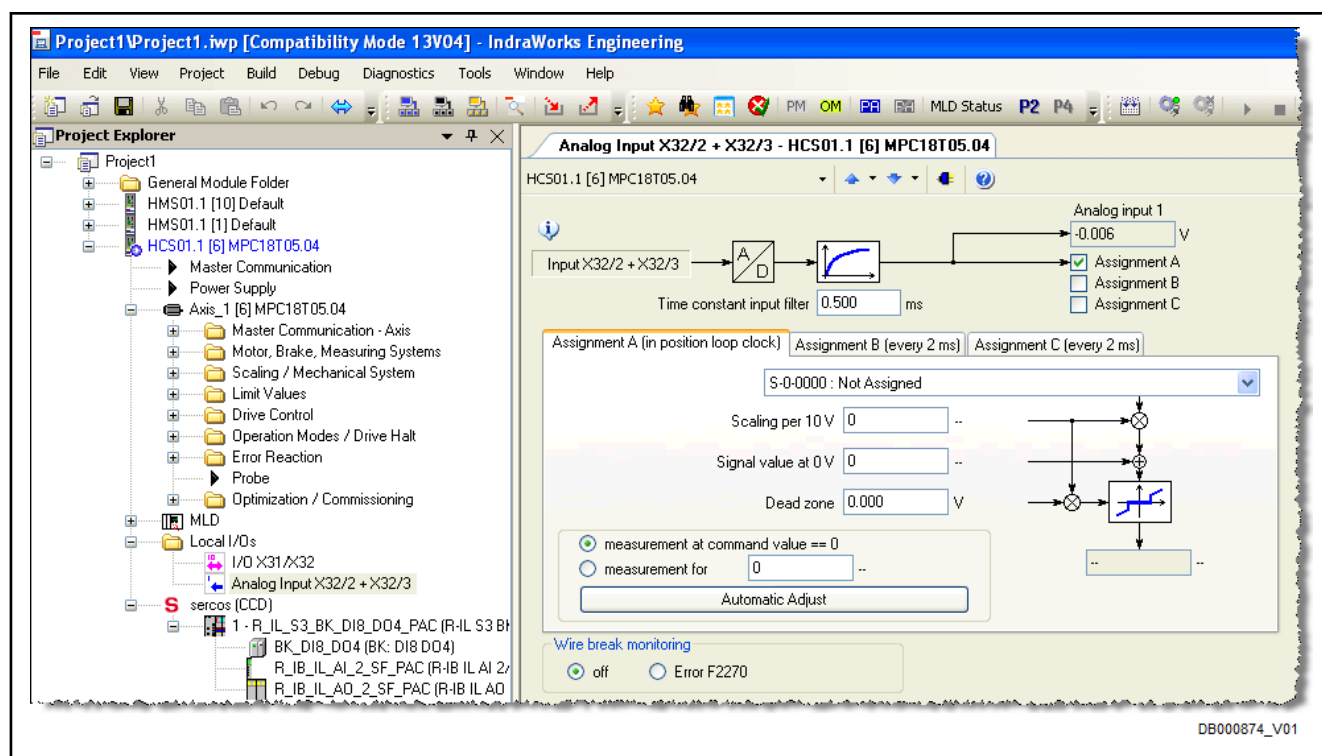 Project1\Project1.iwp [Compatibility Mode 13V04] - IndraWorks Engineering
File Edit View Project Build Debug Diagnostics Tools Window Help
PM OM MLD Status P2 P4
Project Explorer
Project1
General Module Folder
HMS01.1 [10] Default
HMS01.1 [1] Default
HCS01.1 [6] MPC18T05.04
Master Communication
Power Supply
Axis_1 [6] MPC18T05.04
Master Communication - Axis
Motor, Brake, Measuring Systems
Scaling / Mechanical System
Limit Values
Drive Control
Operation Modes / Drive Halt
Error Reaction
Probe
Optimization / Commissioning
MLD
Local I/Os
I/O X31/X32
Analog Input X32/2 + X32/3
sercos (CCD)
1 - R_IL_S3_BK_DI8_DO4_PAC (R-IL S3 BK
BK_DI8_DO4 (BK: DI8 DO4)
R_IB_IL_AI_2_SF_PAC (R-IB IL AI 2/
R_IB_IL_AO_2_SF_PAC (R-IB IL AO
Analog Input X32/2 + X32/3 - HCS01.1 [6] MPC18T05.04
HCS01.1 [6] MPC18T05.04
Analog input 1
-0.006 V
Input X32/2 + X32/3
A/D
Assignment A
Assignment B
Assignment C
Time constant input filter 0.500 ms
Assignment A (in position loop clock) Assignment B (every 2 ms) Assignment C (every 2 ms)
S-0-0000 : Not Assigned
Scaling per 10 V 0 --
Signal value at 0 V 0 --
Dead zone 0.000 V
measurement at command value == 0
measurement for 0 --
-- --
Automatic Adjust
Wire break monitoring
off Error F2270
DB000874_V01